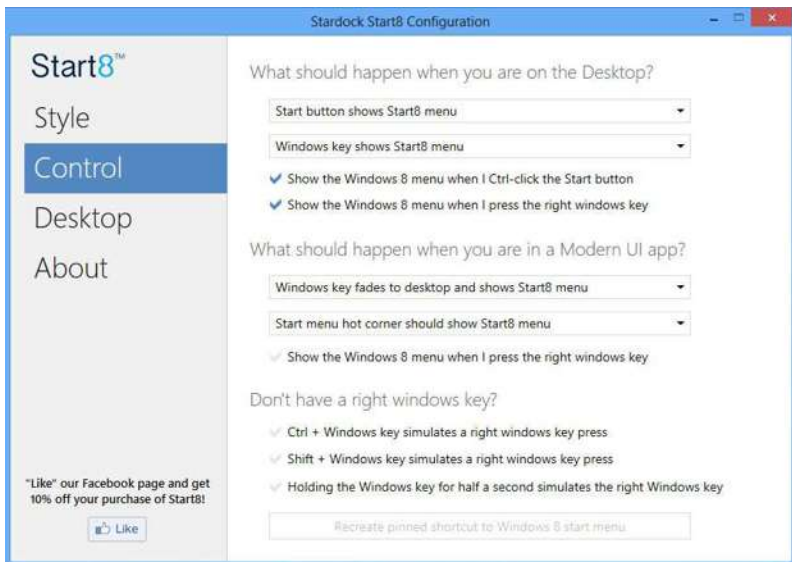 Stardock Start8 Configuration
Start8™
Style
Control
Desktop
About
"Like" our Facebook page and get
10% off your purchase of Start8!
Like
What should happen when you are on the Desktop?
Start button shows Start8 menu
Windows key shows Start8 menu
Show the Windows 8 menu when I Ctrl-click the Start button
Show the Windows 8 menu when I press the right windows key
What should happen when you are in a Modern UI app?
Windows key fades to desktop and shows Start8 menu
Start menu hot corner should show Start8 menu
Show the Windows 8 menu when I press the right windows key
Don't have a right windows key?
Ctrl + Windows key simulates a right windows key press
Shift + Windows key simulates a right windows key press
Holding the Windows key for half a second simulates the right Windows key
Recreate pinned shortcut to Windows 8 start menu